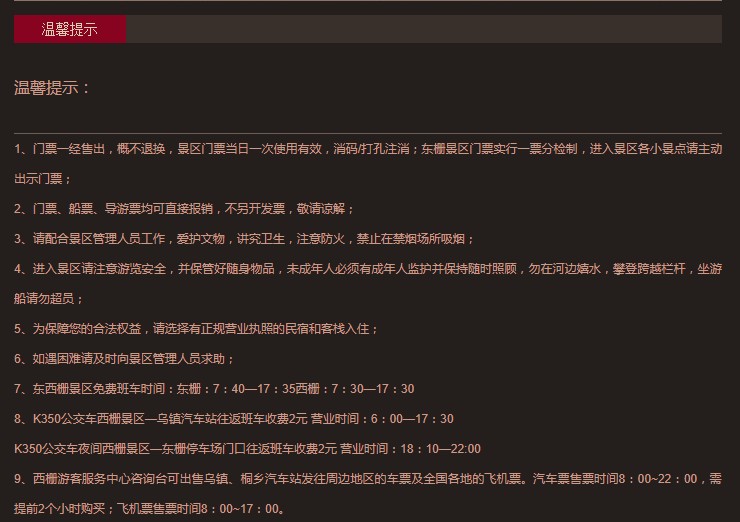 温馨提示
温馨提示：
1、门票一经售出，概不退换，景区门票当日一次使用有效，消码/打孔注消；东栅景区门票实行一票分检制，进入景区各小景点请主动
出示门票；
2、门票、船票、导游票均可直接报销，不另开发票，敬请谅解；
3、请配合景区管理人员工作，爱护文物，讲究卫生，注意防火，禁止在禁烟场所吸烟；
4、进入景区请注意游览安全，并保管好随身物品，未成年人必须有成年人监护并保持随时照顾，勿在河边嬉水，攀登跨越栏杆，坐游
船请勿超员；
5、为保障您的合法权益，请选择有正规营业执照的民宿和客栈入住；
6、如遇困难请及时向景区管理人员求助；
7、东西栅景区免费班车时间：东栅：7：40—17：35西栅：7：30—17：30
8、K350公交车西栅景区—乌镇汽车站往返班车收费2元 营业时间：6：00—17：30
K350公交车夜间西栅景区—东栅停车场门口往返班车收费2元 营业时间：18：10—22:00
9、西栅游客服务中心咨询台可出售乌镇、桐乡汽车站发往周边地区的车票及全国各地的飞机票。汽车票售票时间8：00~22：00，需
提前2个小时购买；飞机票售票时间8：00~17：00。